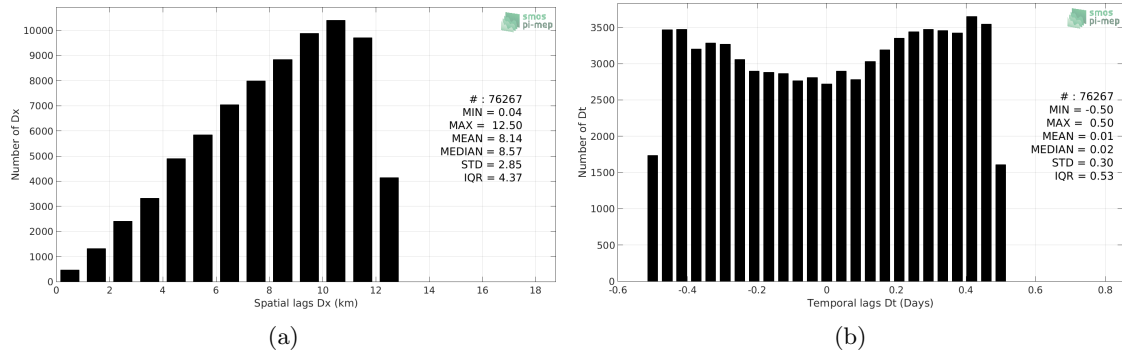 smos
pi-mep
Number of Dx
10000
9000
8000
7000
6000
5000
4000
3000
2000
1000
0
# : 76267
MIN = 0.04
MAX = 12.50
MEAN = 8.14
MEDIAN = 8.57
STD = 2.85
IQR = 4.37
0 2 4 6 8 10 12 14 16 18
Spatial lags Dx (km)
(a)
smos
pi-mep
Number of Dt
3500
3000
2500
2000
1500
1000
500
0
# : 76267
MIN = -0.50
MAX = 0.50
MEAN = 0.01
MEDIAN = 0.02
STD = 0.30
IQR = 0.53
-0.6 -0.4 -0.2 0 0.2 0.4 0.6 0.8
Temporal lags Dt (Days)
(b)